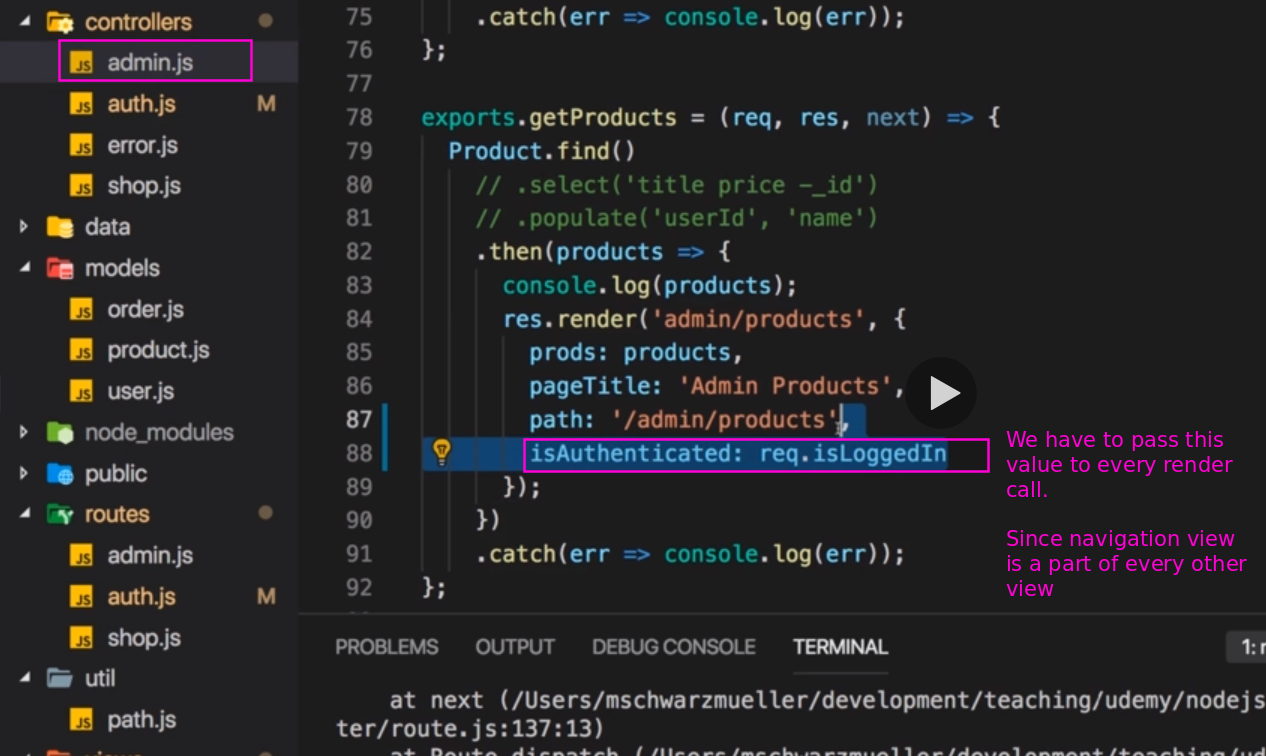 controllers
admin.js
auth.js M
error.js
shop.js
data
models
order.js
product.js
user.js
node_modules
public
routes
admin.js
auth.js M
shop.js
util
path.js
views
75 .catch(err => console.log(err));
76 };
77
78 exports.getProducts = (req, res, next) => {
79 Product.find()
80 // .select('title price -_id')
81 // .populate('userId', 'name')
82 .then(products => {
83 console.log(products);
84 res.render('admin/products', {
85 prods: products,
86 pageTitle: 'Admin Products',
87 path: '/admin/products',
88 isAuthenticated: req.isLoggedIn
89 });
90 })
91 .catch(err => console.log(err));
92 };
We have to pass this
value to every render
call.
Since navigation view
is a part of every other
view
PROBLEMS OUTPUT DEBUG CONSOLE TERMINAL 1:
at next (/Users/mschwarzmueller/development/teaching/udemy/nodejs
ter/route.js:137:13)
at Route.dispatch (/Users/mschwarzmueller/development/teaching/ud